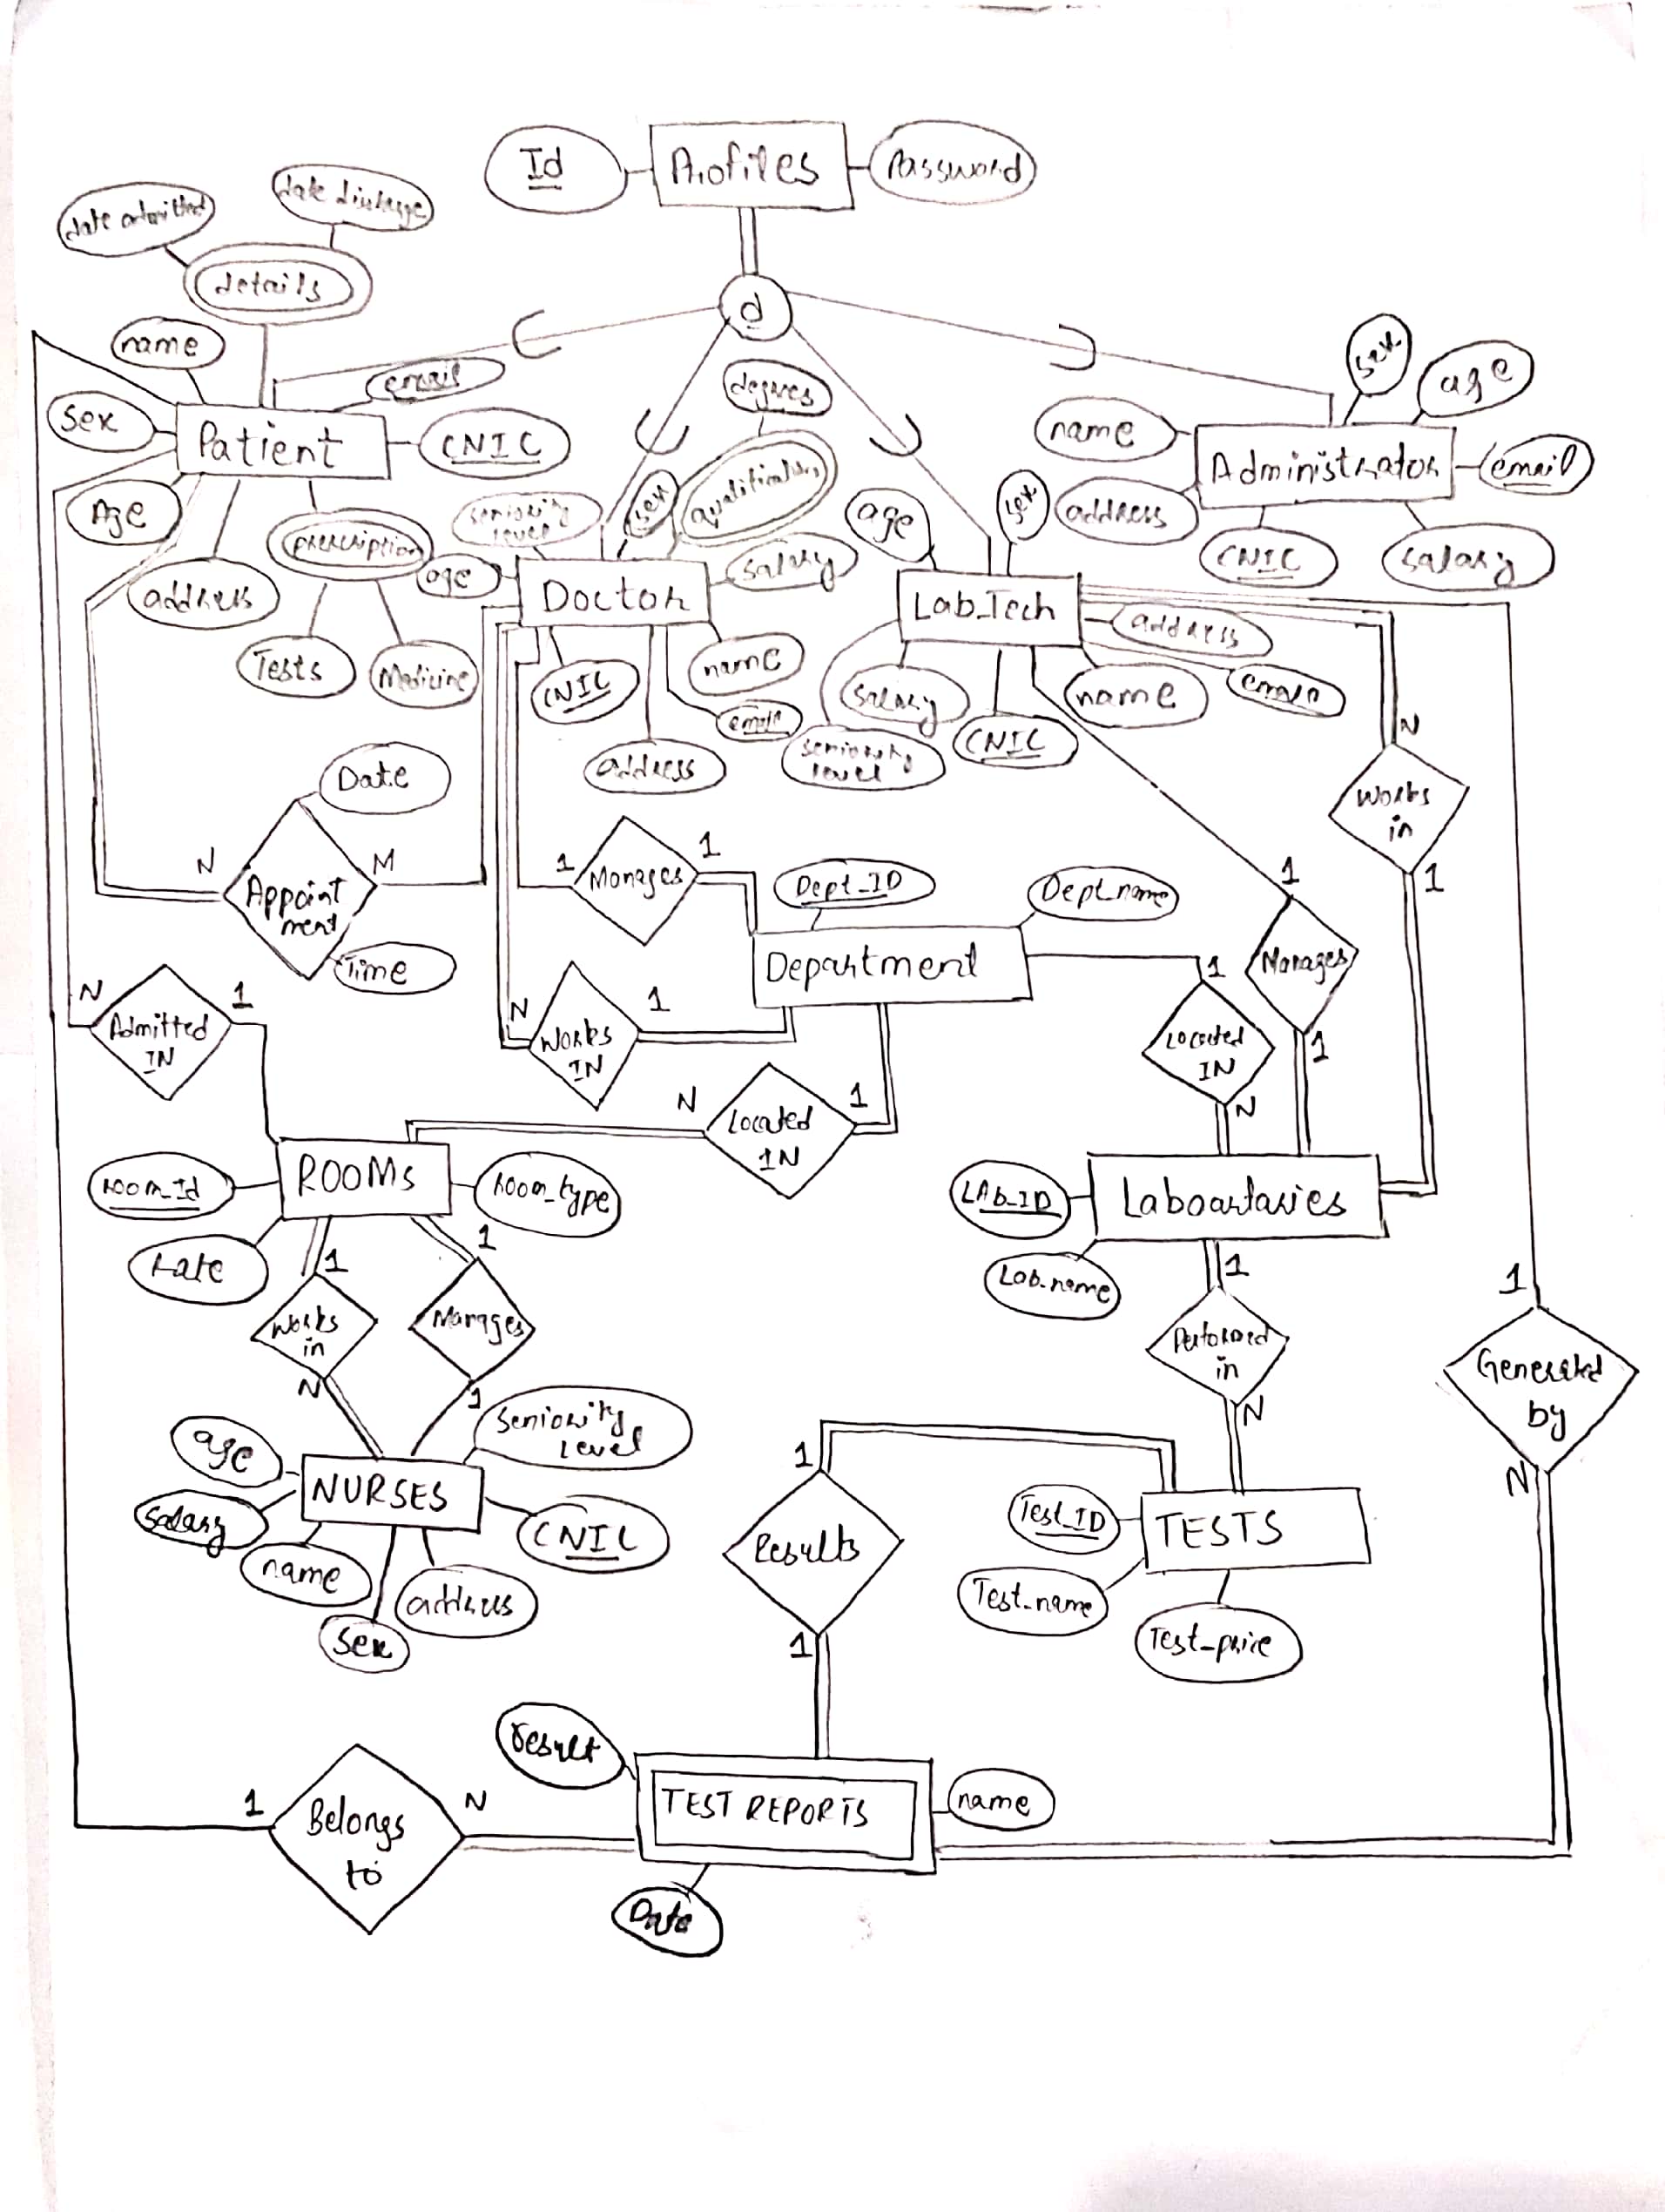 Id
Profiles
Password
date admitted
date discharge
details
d
name
email
sex
Patient
CNIC
Age
address
prescription
Tests
Medicine
degrees
qualifications
sex
seniority
level
age
Doctor
salary
CNIC
name
email
address
age
sex
Lab_Tech
address
email
name
salary
CNIC
seniority
level
sex
age
name
Administrator
email
address
CNIC
salary
Date
N
Appoint
ment
M
Time
1
Manages
1
Dept_ID
Dept_name
Department
N
Works
in
1
1
Manages
1
N
Admitted
IN
1
N
Works
IN
1
1
Located
IN
N
N
Located
IN
1
Room_Id
ROOMs
Room_type
Rate
LAb_ID
Laboartaries
Lab_name
1
Works
in
N
1
Manages
1
1
Performed
in
N
1
Generated
by
N
age
salary
name
NURSES
Seniority
Level
CNIC
address
sex
1
Results
1
Test_ID
TESTS
Test_name
Test_price
1
Belongs
to
N
result
TEST REPORTS
name
Date